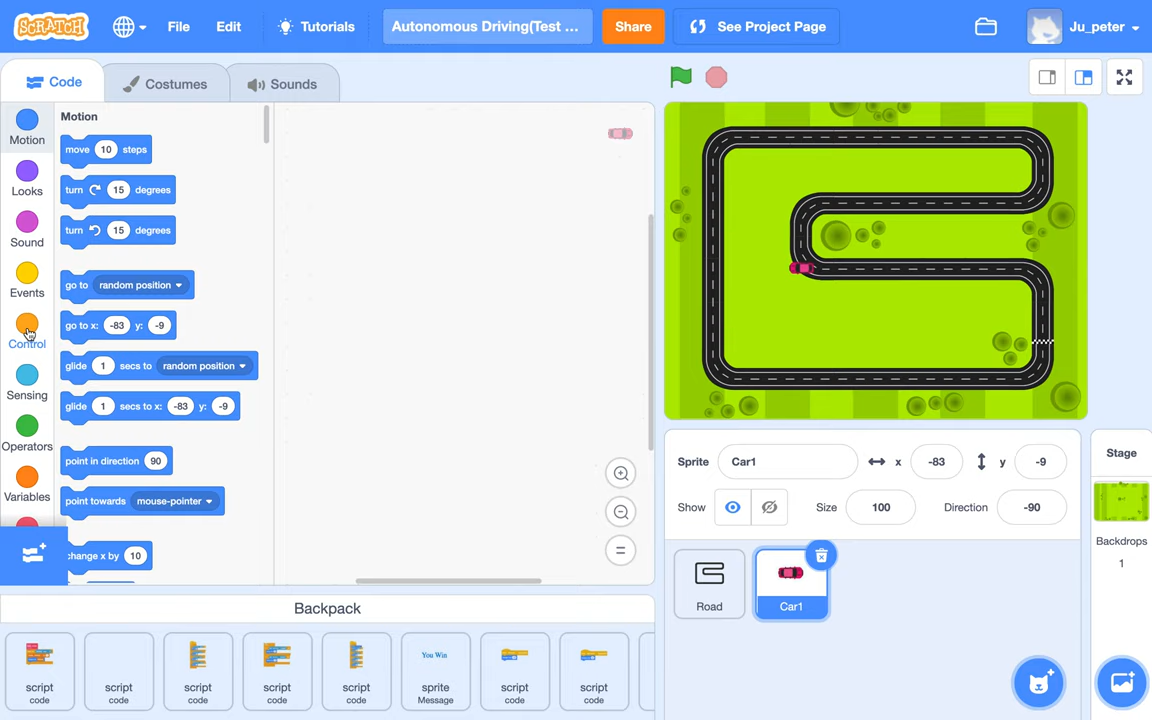 SCRATCH
File
Edit
Tutorials
Autonomous Driving(Test ...
Share
See Project Page
Ju_peter
Code
Costumes
Sounds
Motion
Looks
Sound
Events
Control
Sensing
Operators
Variables
Motion
move 10 steps
turn 15 degrees
turn 15 degrees
go to random position
go to x: -83 y: -9
glide 1 secs to random position
glide 1 secs to x: -83 y: -9
point in direction 90
point towards mouse-pointer
change x by 10
Sprite Car1 x -83 y -9
Show Size 100 Direction -90
Road
Car1
Stage
Backdrops
1
Backpack
script
code
script
code
script
code
script
code
script
code
You Win
sprite
Message
script
code
script
code